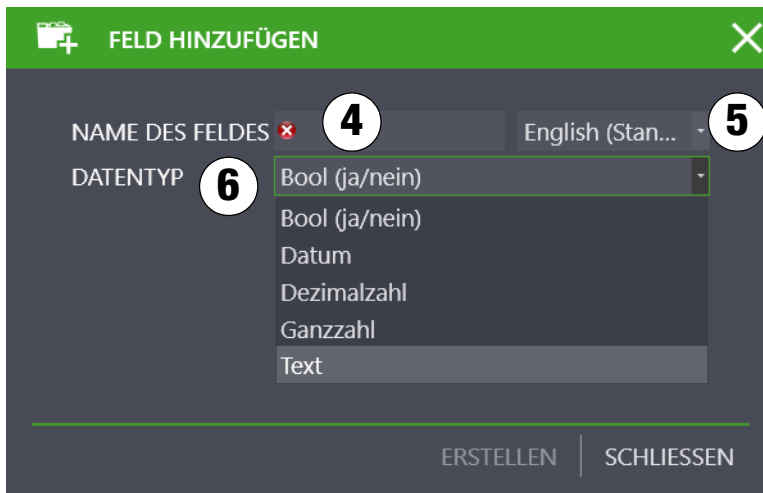 FELD HINZUFÜGEN
NAME DES FELDES 4 English (Stan... 5
DATENTYP 6 Bool (ja/nein)
Bool (ja/nein)
Datum
Dezimalzahl
Ganzzahl
Text
ERSTELLEN SCHLIESSEN